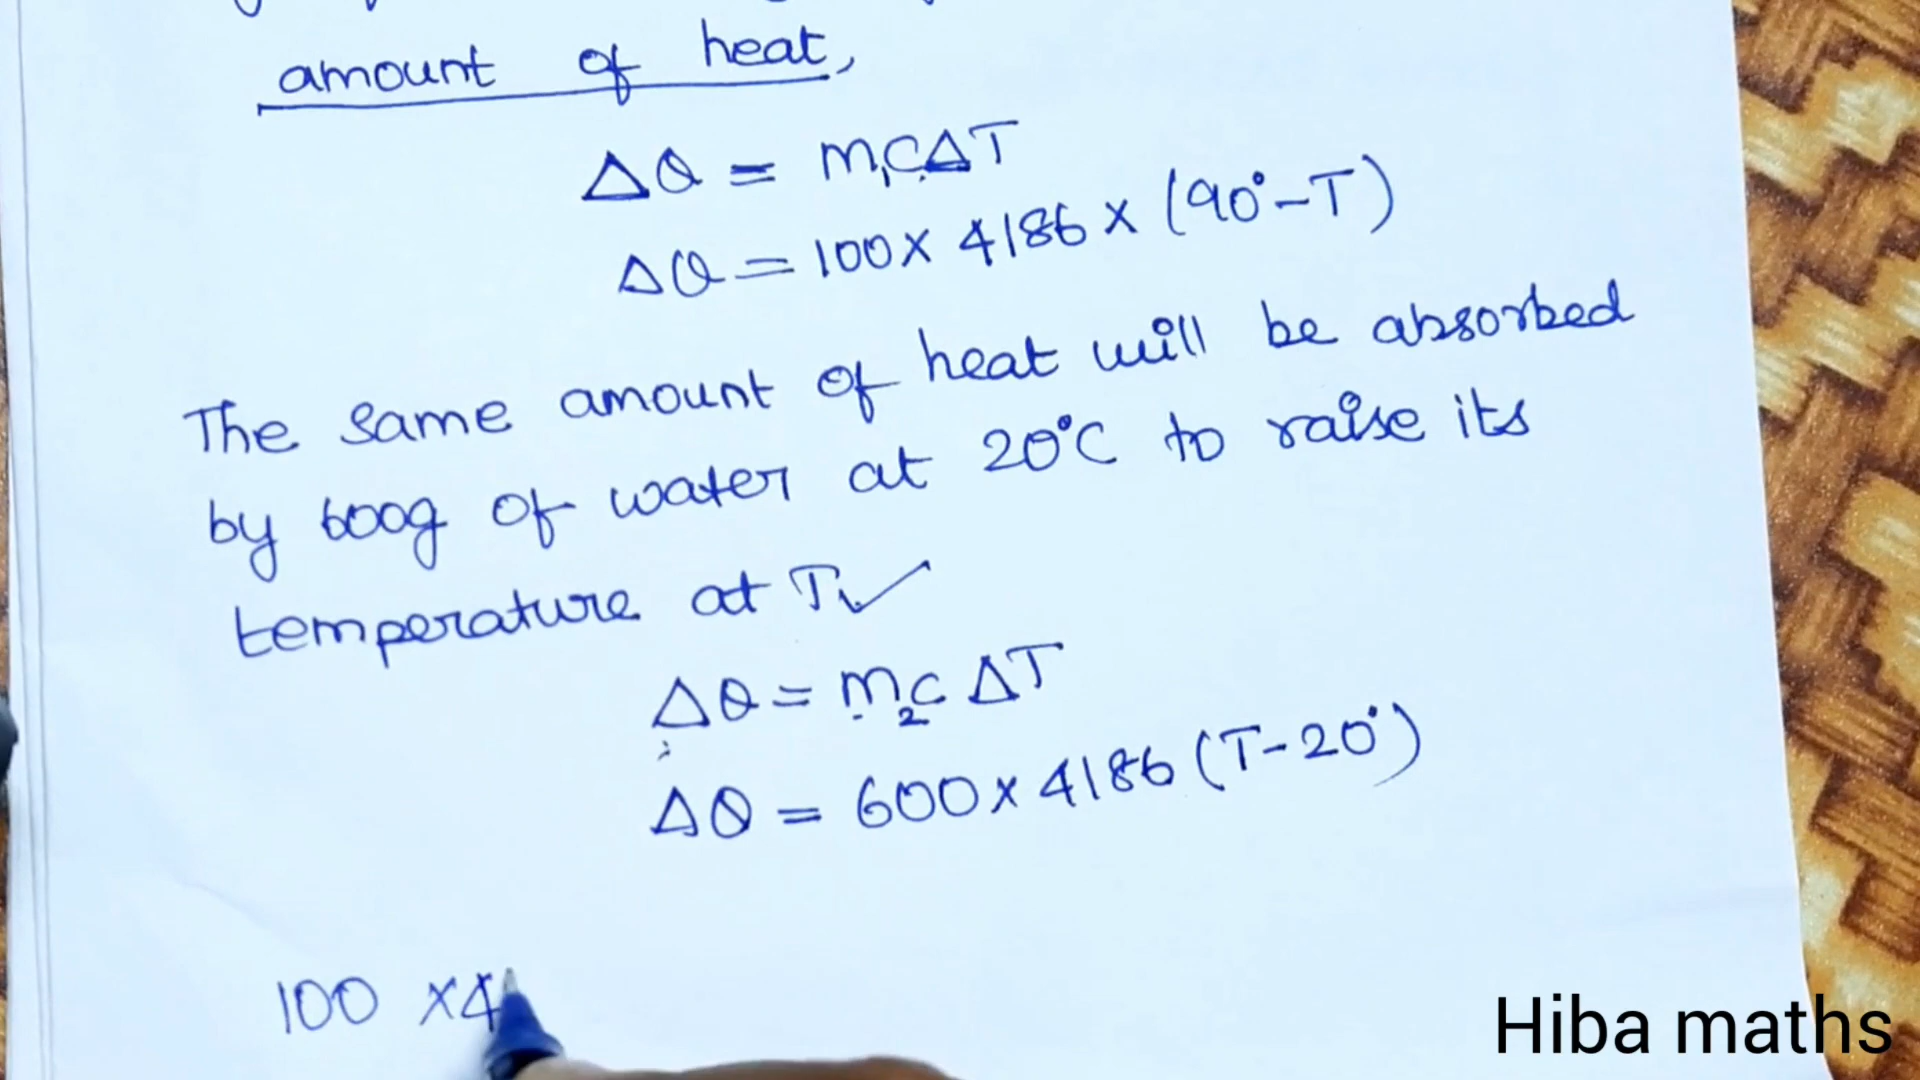 amount of heat,
ΔQ = m₁CΔT
ΔQ = 100 × 4186 × (90°-T)
The same amount of heat will be absorbed
by 600g of water at 20°C to raise its
temperature at T
ΔQ = m₂C ΔT
ΔQ = 600 × 4186 (T-20°)
100 × 4
Hiba maths